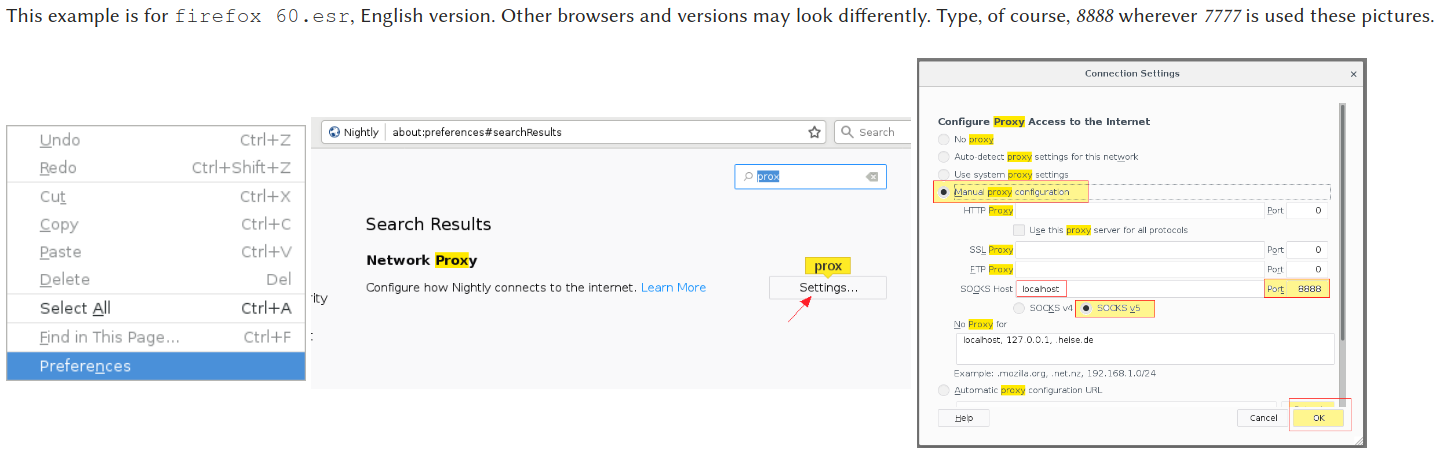 This example is for firefox 60.esr, English version. Other browsers and versions may look differently. Type, of course, 8888 wherever 7777 is used these pictures.
Undo Ctrl+Z
Redo Ctrl+Shift+Z
Cut Ctrl+X
Copy Ctrl+C
Paste Ctrl+V
Delete Del
Select All Ctrl+A
Find in This Page... Ctrl+F
Preferences
Nightly about:preferences#searchResults Search
prox
Search Results
Network Proxy
prox
Configure how Nightly connects to the internet. Learn More Settings...
rity
Connection Settings
Configure Proxy Access to the Internet
No proxy
Auto-detect proxy settings for this network
Use system proxy settings
Manual proxy configuration
HTTP Proxy Port 0
Use this proxy server for all protocols
SSL Proxy Port 0
FTP Proxy Port 0
SOCKS Host localhost Port 8888
SOCKS v4 SOCKS v5
No Proxy for
localhost, 127.0.0.1, .helse.de
Example: .mozilla.org, .net.nz, 192.168.1.0/24
Automatic proxy configuration URL
Help Cancel OK